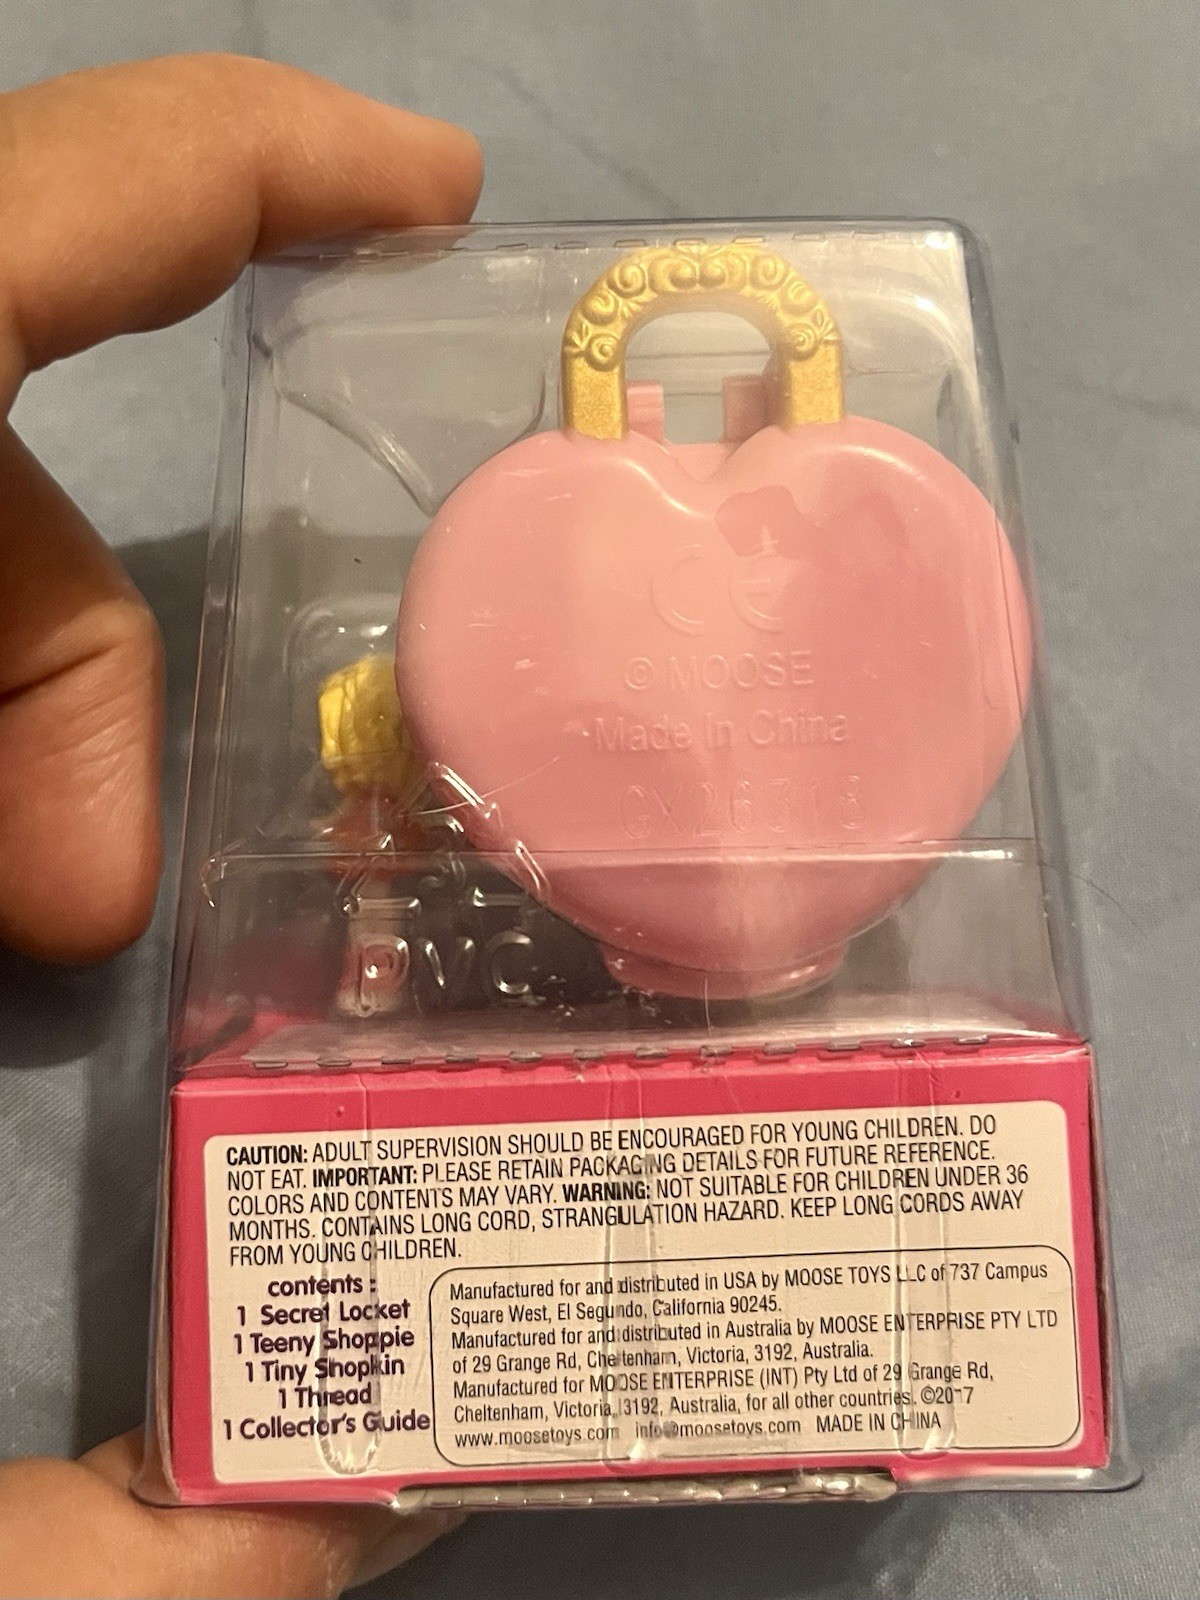 CE
© MOOSE
Made In China
PVC
CAUTION: ADULT SUPERVISION SHOULD BE ENCOURAGED FOR YOUNG CHILDREN. DO
NOT EAT. IMPORTANT: PLEASE RETAIN PACKAGING DETAILS FOR FUTURE REFERENCE.
COLORS AND CONTENTS MAY VARY. WARNING: NOT SUITABLE FOR CHILDREN UNDER 36
MONTHS. CONTAINS LONG CORD, STRANGULATION HAZARD. KEEP LONG CORDS AWAY
FROM YOUNG CHILDREN.
contents :
1 Secret Locket
1 Teeny Shoppie
1 Tiny Shopkin
1 Thread
1 Collector's Guide
Manufactured for and distributed in USA by MOOSE TOYS LLC of 737 Campus
Square West, El Segundo, California 90245.
Manufactured for and distributed in Australia by MOOSE ENTERPRISE PTY LTD
of 29 Grange Rd, Cheltenham, Victoria, 3192, Australia.
Manufactured for MOOSE ENTERPRISE (INT) Pty Ltd of 29 Grange Rd,
Cheltenham, Victoria, 3192, Australia, for all other countries. ©2017
www.moosetoys.com info@moosetoys.com MADE IN CHINA